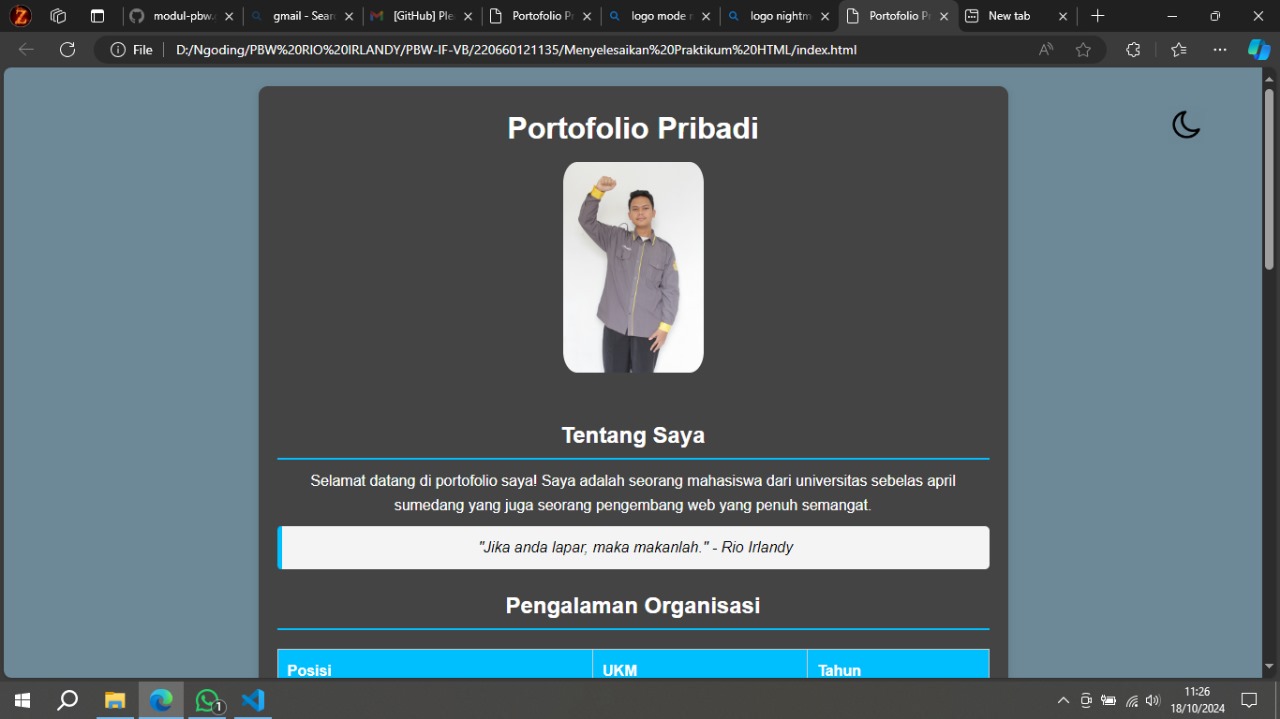 modul-pbw.
gmail - Sear
[GitHub] Ple
Portofolio P
logo mode r
logo nightm
Portofolio P
New tab
File
D:/Ngoding/PBW%20RIO%20IRLANDY/PBW-IF-VB/220660121135/Menyelesaikan%20Praktikum%20HTML/index.html
Portofolio Pribadi
Tentang Saya
Selamat datang di portofolio saya! Saya adalah seorang mahasiswa dari universitas sebelas april
sumedang yang juga seorang pengembang web yang penuh semangat.
"Jika anda lapar, maka makanlah." - Rio Irlandy
Pengalaman Organisasi
Posisi UKM Tahun
1
11:26
18/10/2024